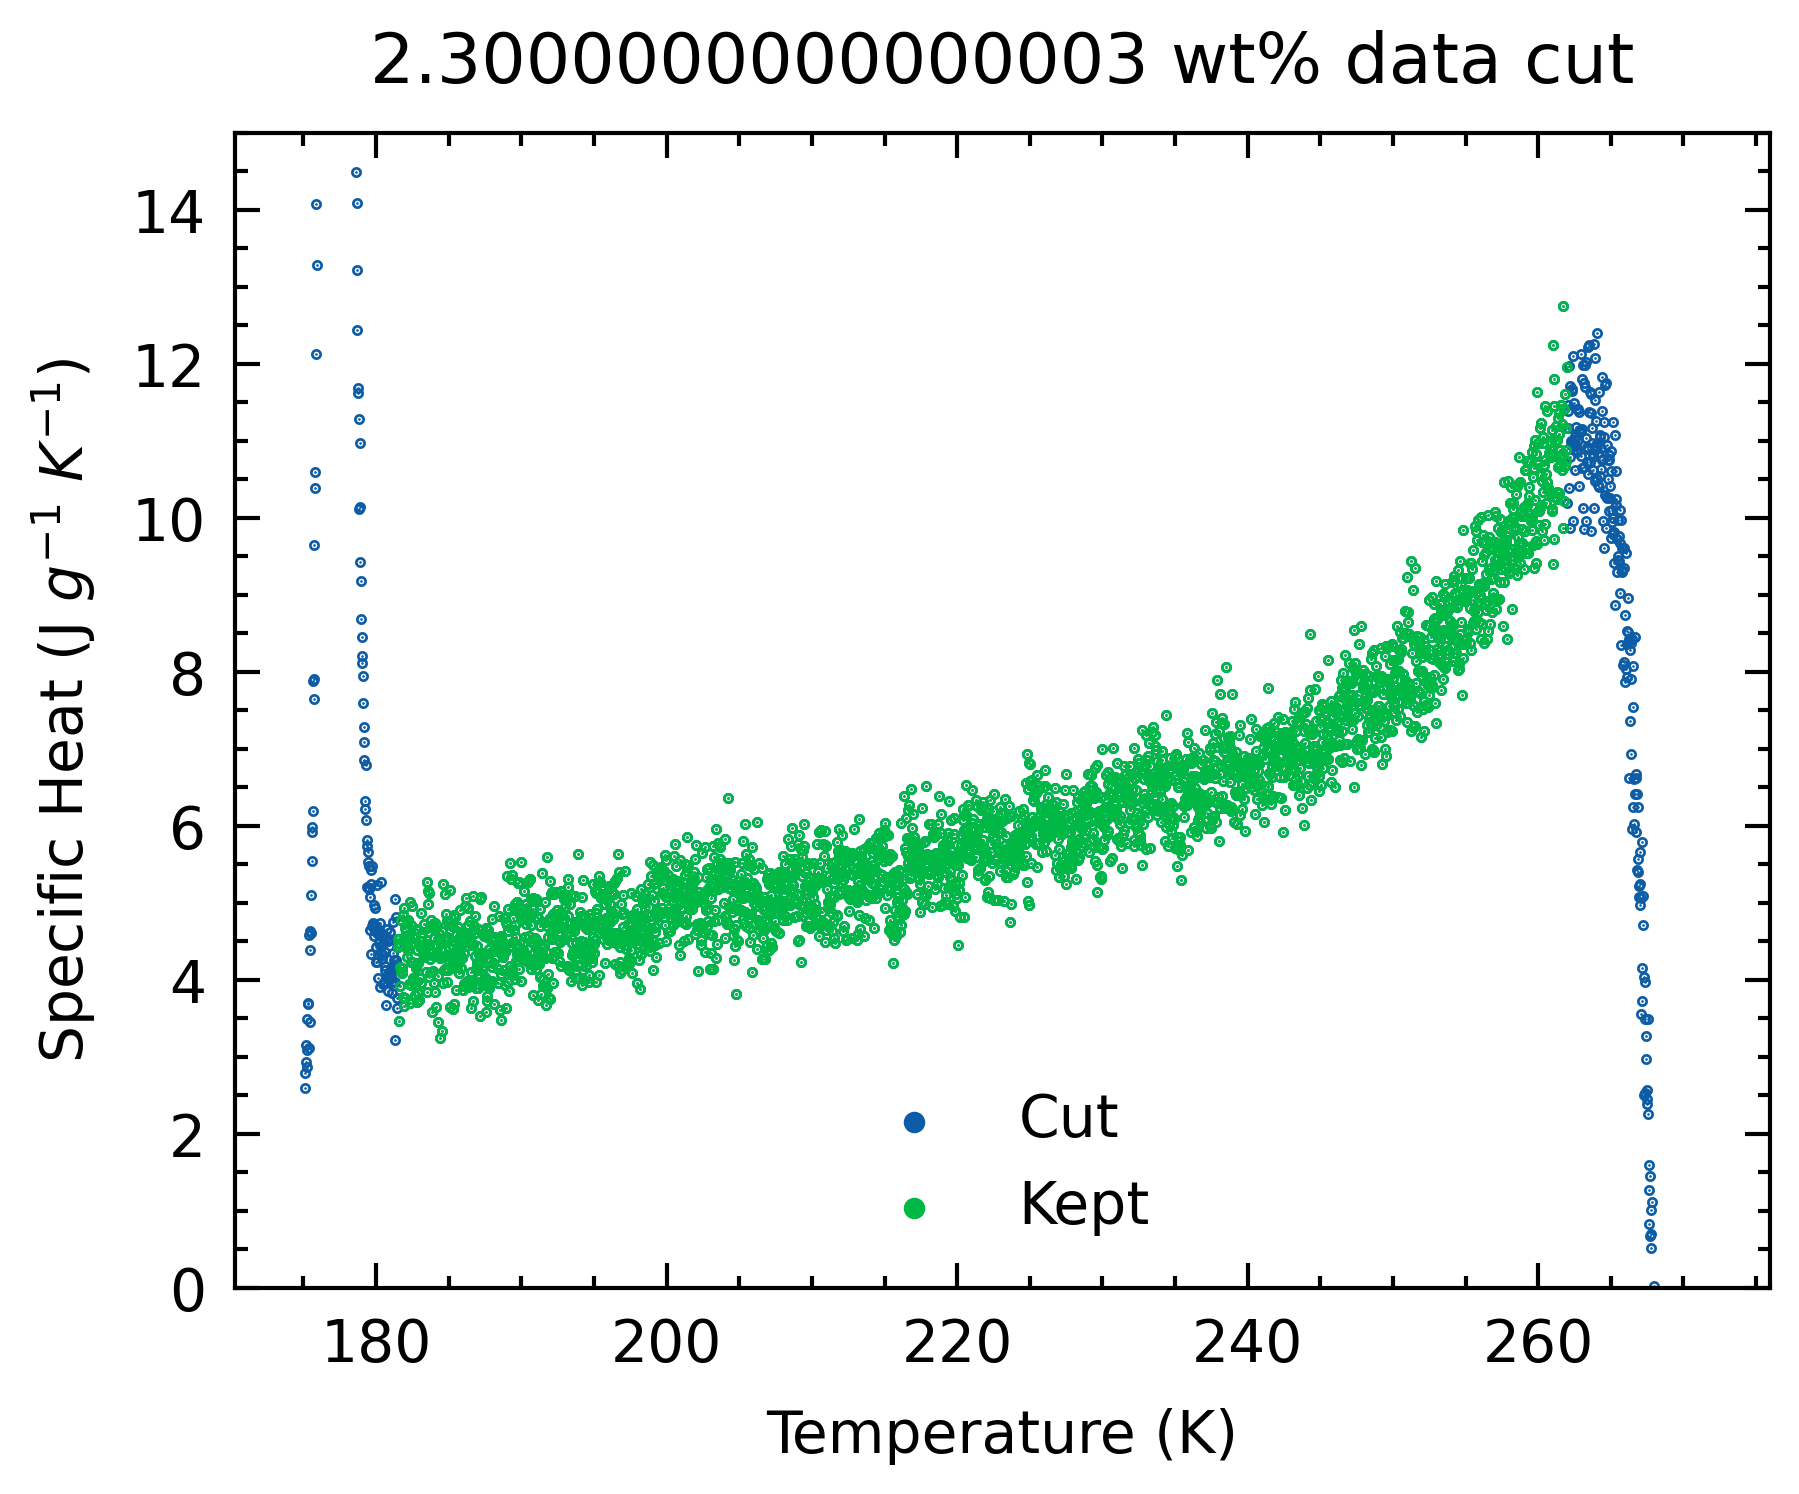 2.3000000000000003 wt% data cut
Specific Heat (J g⁻¹ K⁻¹)
14
12
10
8
6
4
2
0
Cut
Kept
180 200 220 240 260
Temperature (K)